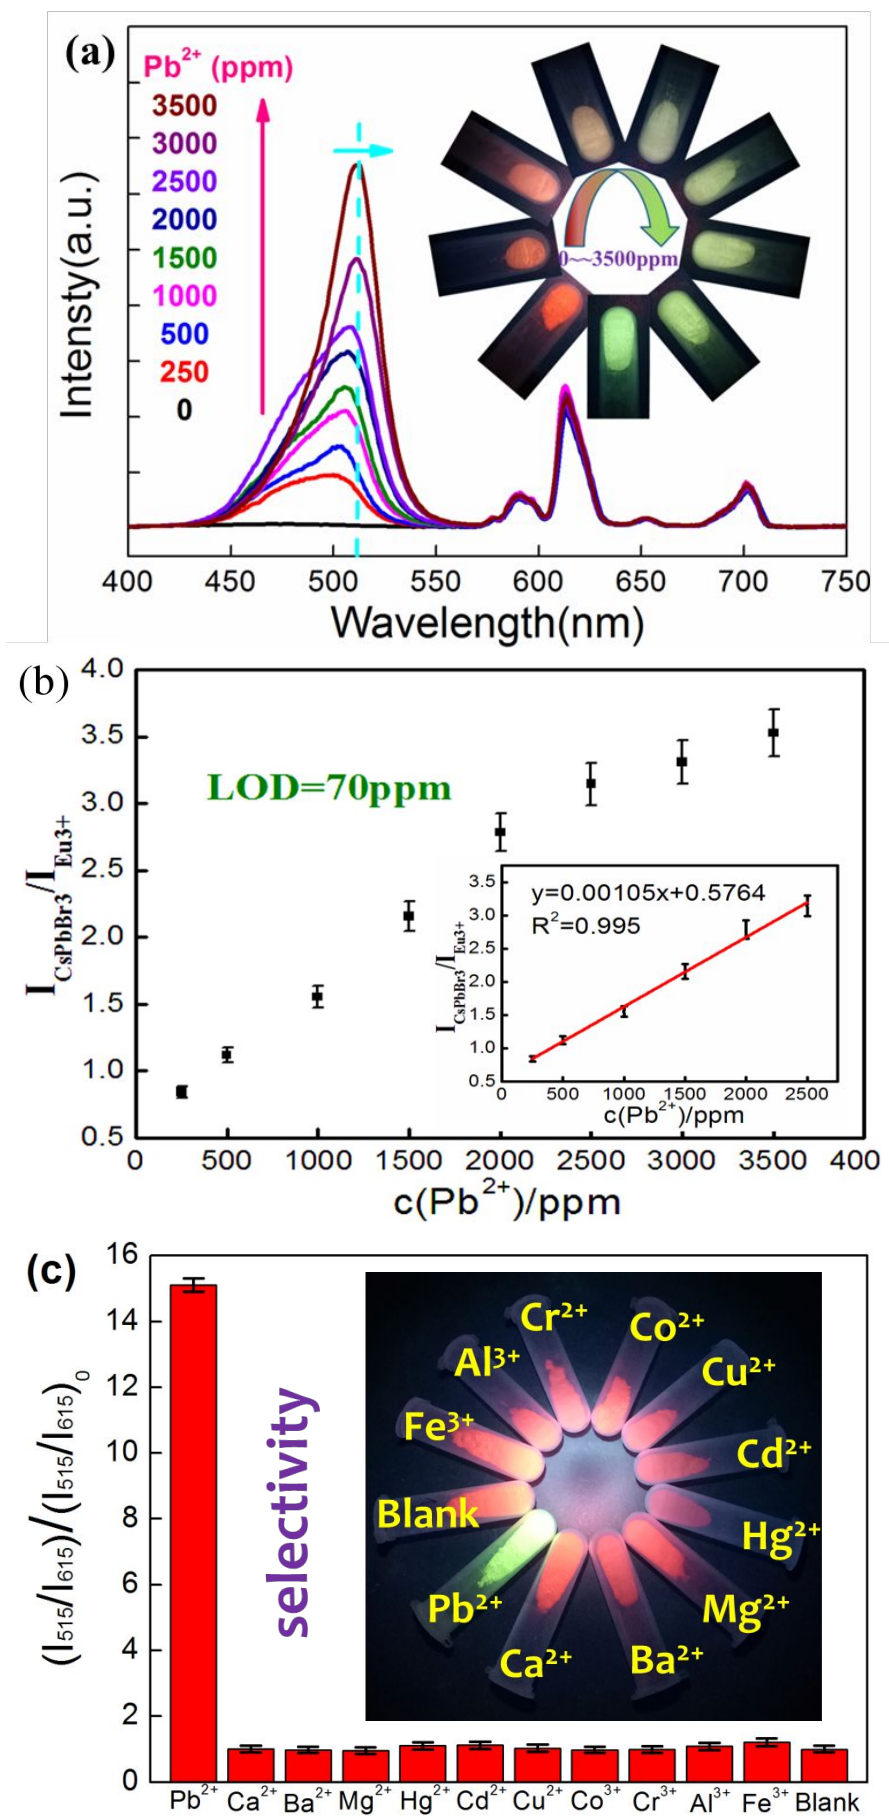 (a)
Pb²⁺ (ppm)
3500
3000
2500
2000
1500
1000
500
250
0
0~~3500ppm
Intensty(a.u.)
400 450 500 550 600 650 700 750
Wavelength(nm)
(b)
4.0
3.5
3.0
2.5
2.0
1.5
1.0
0.5
LOD=70ppm
I CsPbBr3/I Eu3+
y=0.00105x+0.5764
R²=0.995
3.5
3.0
2.5
2.0
1.5
1.0
0.5
I CsPbBr3/I Eu3+
0 500 1000 1500 2000 2500
c(Pb²⁺)/ppm
0 500 1000 1500 2000 2500 3000 3500 400
c(Pb²⁺)/ppm
(c)
16
14
12
10
8
6
4
2
0
(I515/I615)/(I515/I615)0
selectivity
Cr²⁺
Co²⁺
Al³⁺
Cu²⁺
Fe³⁺
Cd²⁺
Blank
Hg²⁺
Pb²⁺
Mg²⁺
Ca²⁺
Ba²⁺
Pb²⁺ Ca²⁺ Ba²⁺ Mg²⁺ Hg²⁺ Cd²⁺ Cu²⁺ Co³⁺ Cr³⁺ Al³⁺ Fe³⁺ Blank